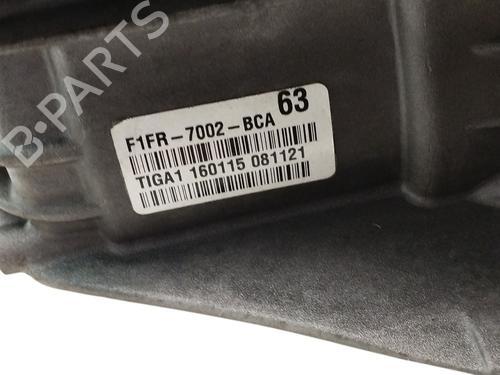 B-PARTS
63
F1FR-7002-BCA
TIGA1 160115 081121